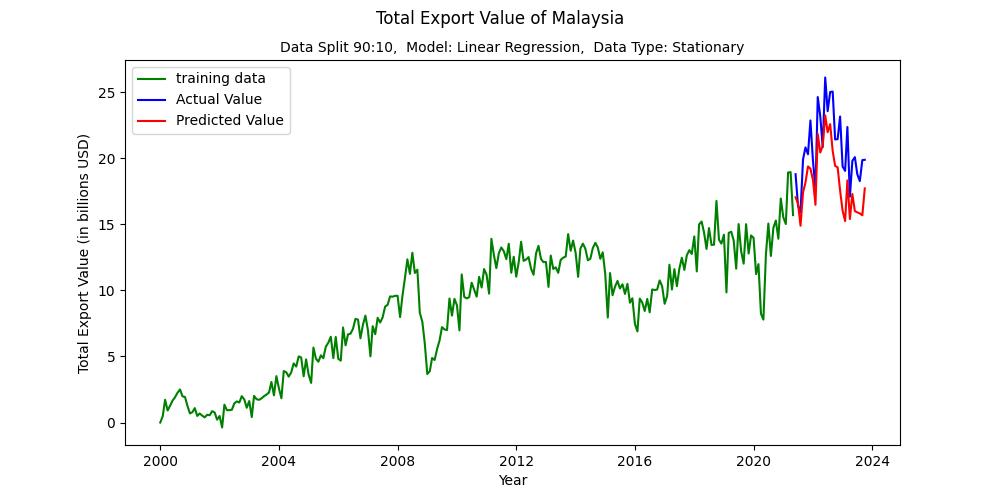 Total Export Value of Malaysia
Data Split 90:10,  Model: Linear Regression,  Data Type: Stationary
training data
Actual Value
Predicted Value
Total Export Value (in billions USD)
25
20
15
10
5
0
2000 2004 2008 2012 2016 2020 2024
Year